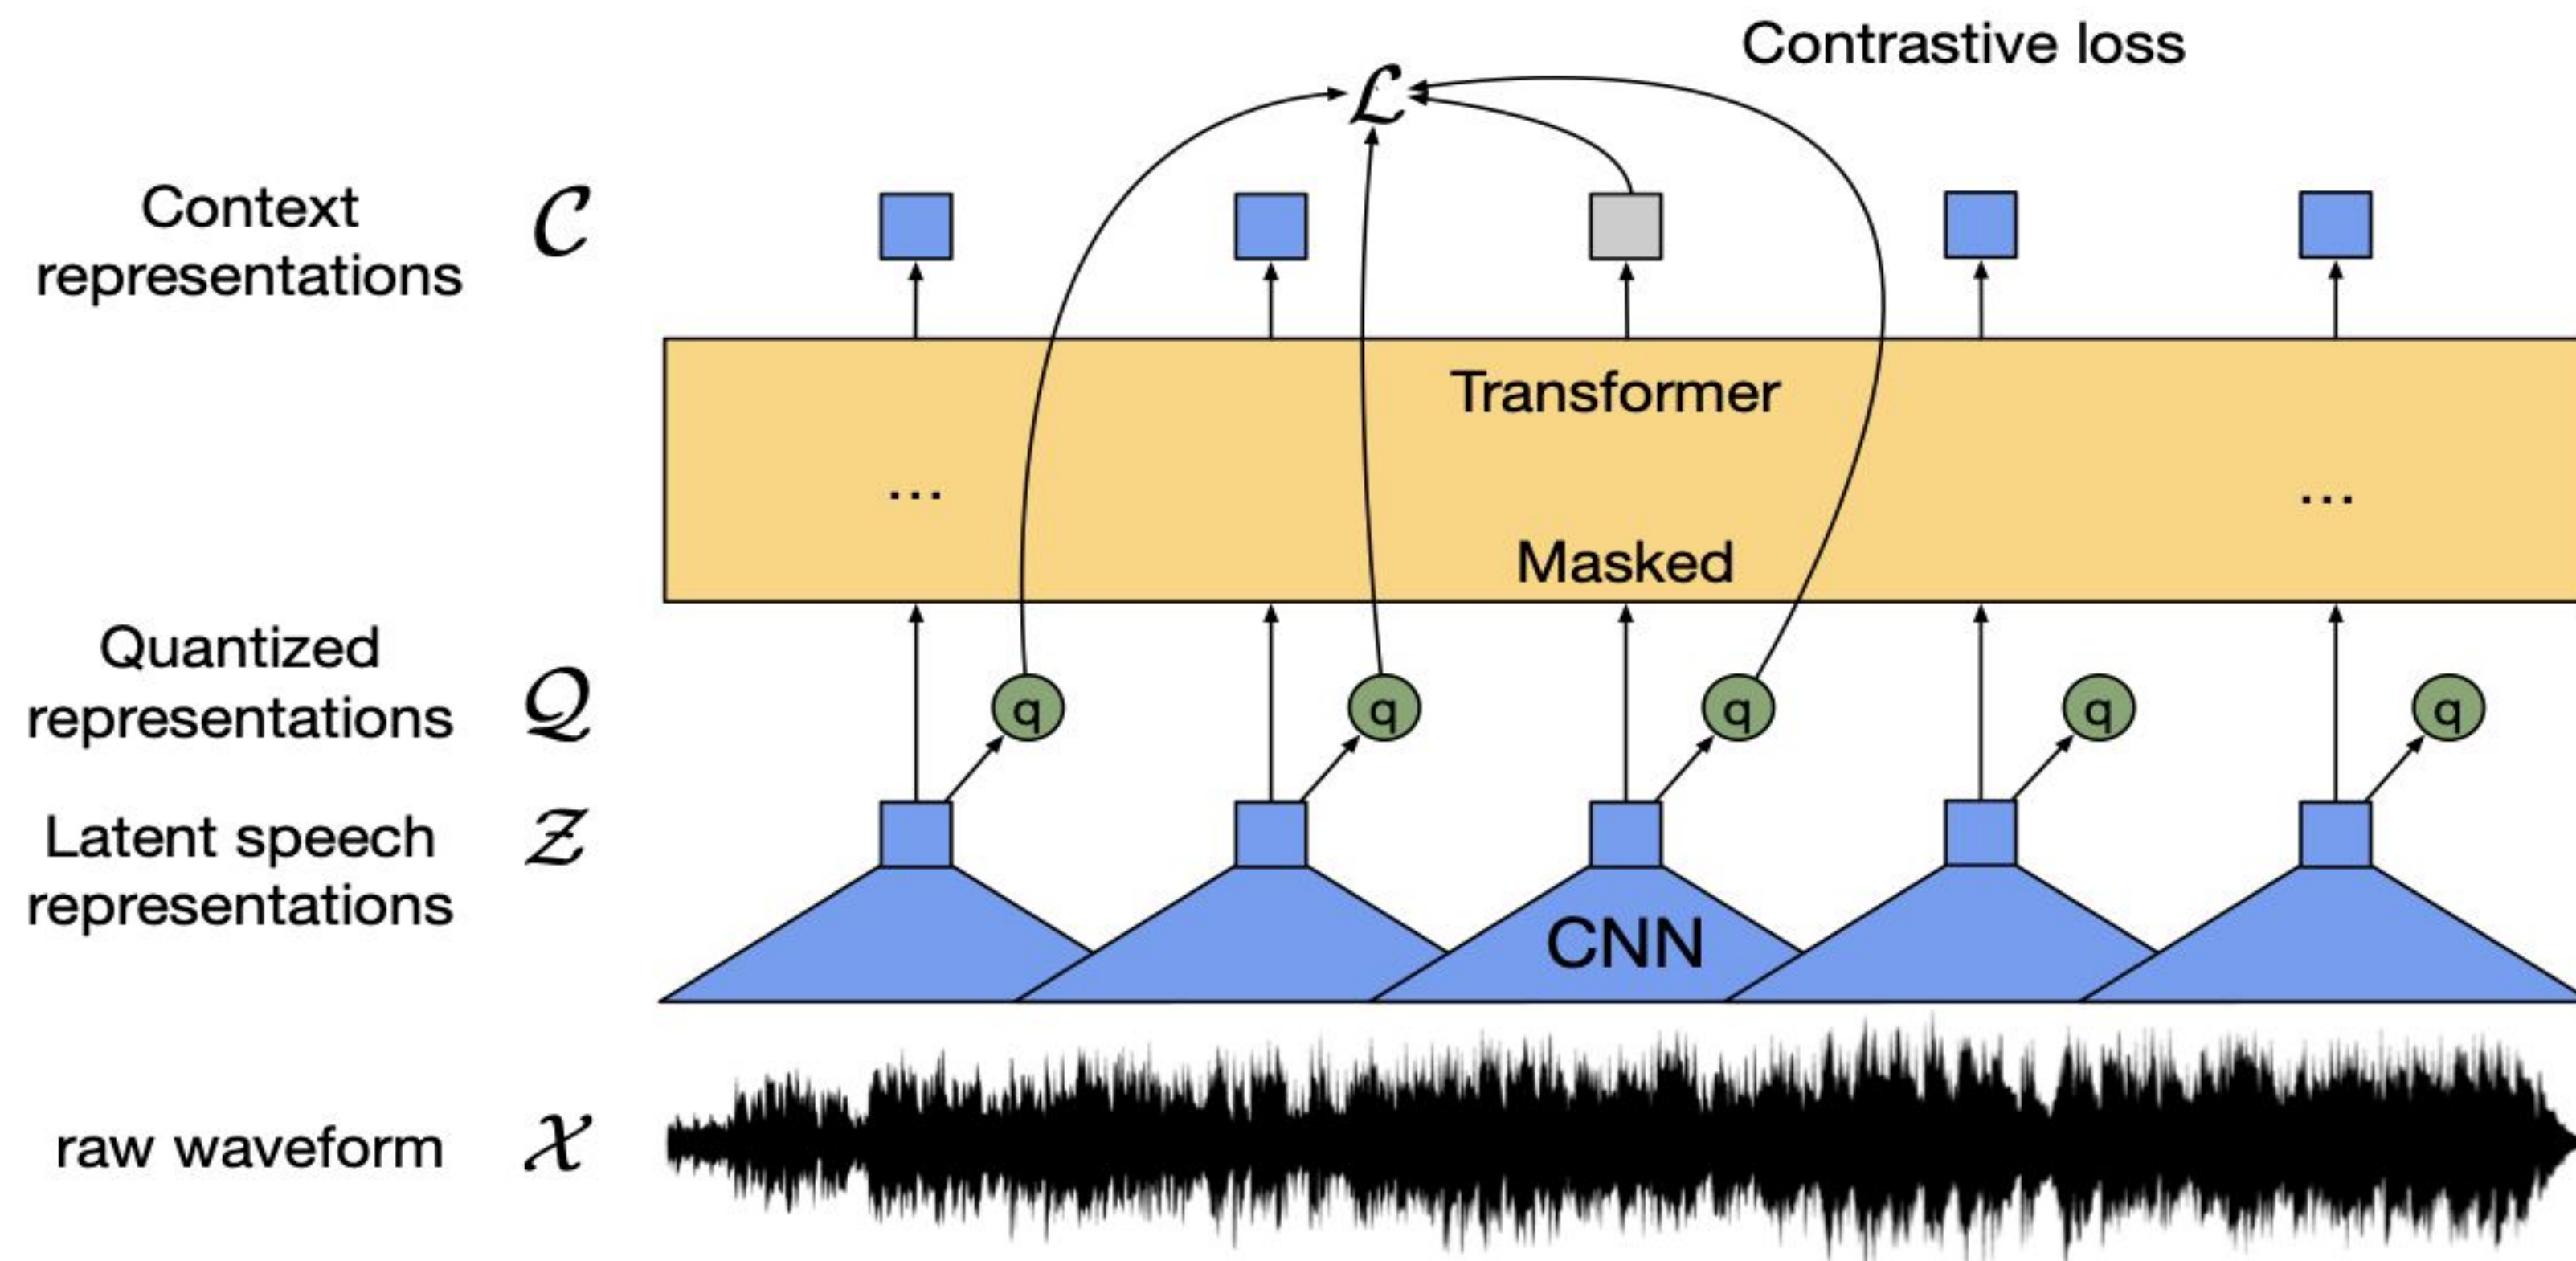 Contrastive loss
ℒ
Context
representations
𝒞
Transformer
... ...
Masked
Quantized
representations
𝒬
q q q q q
Latent speech
representations
𝒵
CNN
raw waveform
𝒳